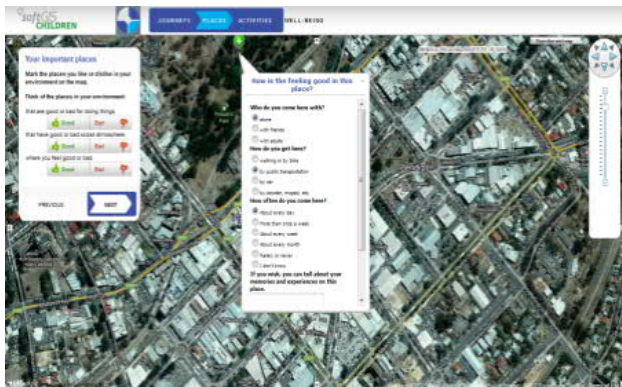 softGIS
CHILDREN
JOURNEYS
PLACES
ACTIVITIES
WELL-BEING
Your important places
Mark the places you like or dislike in your
environment on the map.
Think of the places in your environment:
that are good or bad for doing things
Good
Bad
that have good or bad social atmosphere
Good
Bad
where you feel good or bad
Good
Bad
PREVIOUS
NEXT
How is the feeling good in this
place?
Who do you come here with?
alone
with friends
with adults
How do you get here?
walking or by bike
by public transportation
by car
by scooter, moped, etc.
How often do you come here?
About every day
More than once a week
About every week
About every month
Rarely or never
I don't know
If you wish, you can tell about your
memories and experiences on this
place.